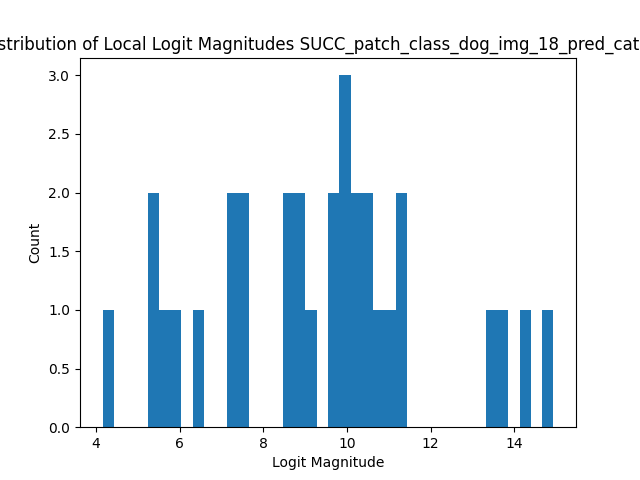 stribution of Local Logit Magnitudes SUCC_patch_class_dog_img_18_pred_cat
3.0
2.5
2.0
1.5
1.0
0.5
0.0
Count
4 6 8 10 12 14
Logit Magnitude